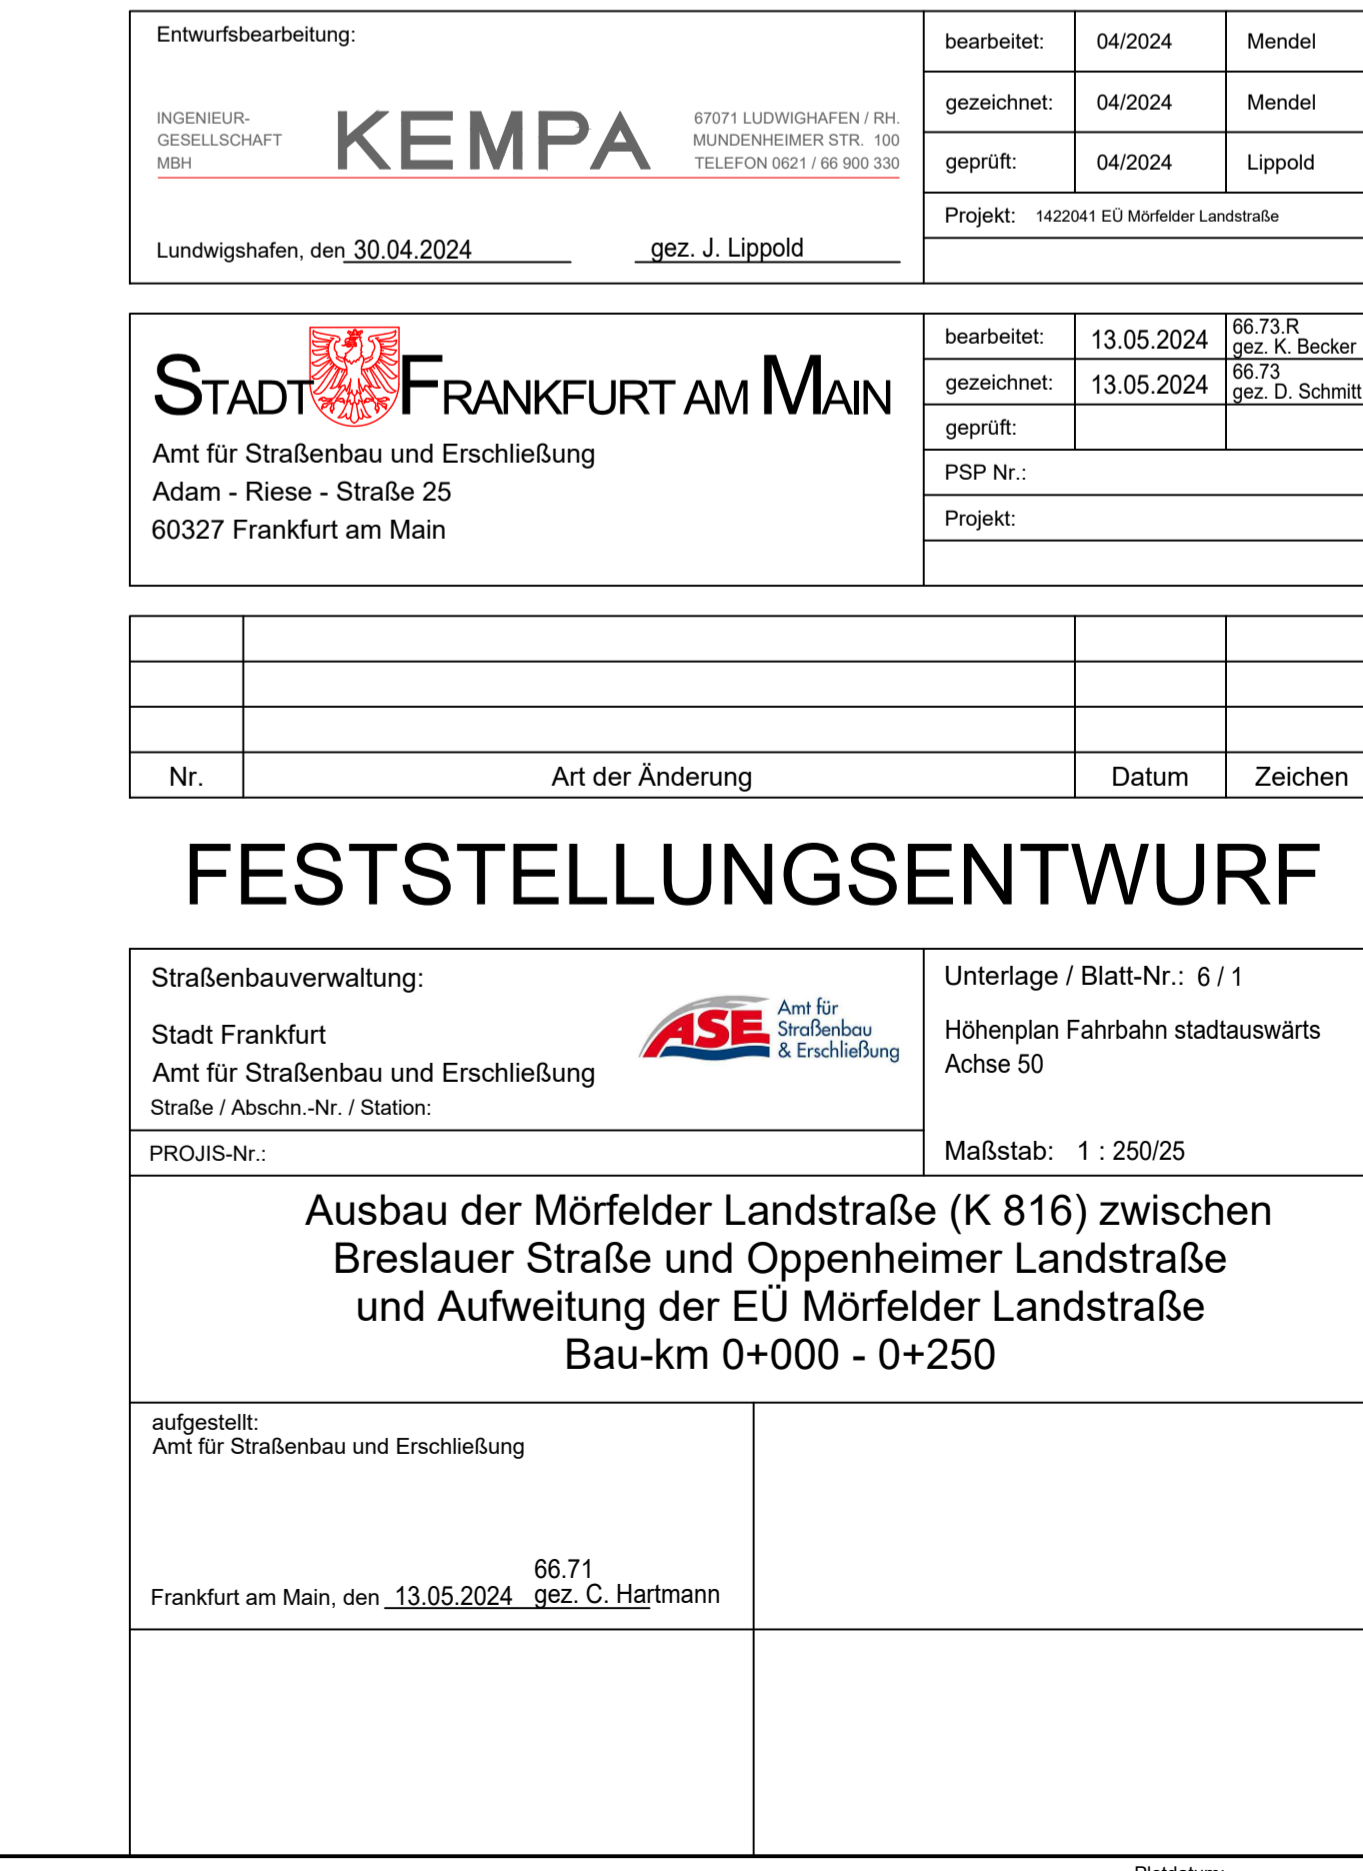 Entwurfsbearbeitung:
INGENIEUR-
GESELLSCHAFT
MBH
KEMPA
67071 LUDWIGHAFEN / RH.
MUNDENHEIMER STR. 100
TELEFON 0621 / 66 900 330
Lundwigshafen, den 30.04.2024 gez. J. Lippold
bearbeitet: 04/2024 Mendel
gezeichnet: 04/2024 Mendel
geprüft: 04/2024 Lippold
Projekt: 1422041 EÜ Mörfelder Landstraße
STADT FRANKFURT AM MAIN
Amt für Straßenbau und Erschließung
Adam - Riese - Straße 25
60327 Frankfurt am Main
bearbeitet: 13.05.2024 66.73.R
gez. K. Becker
gezeichnet: 13.05.2024 66.73
gez. D. Schmitt
geprüft:
PSP Nr.:
Projekt:
Nr. Art der Änderung Datum Zeichen
FESTSTELLUNGSENTWURF
Straßenbauverwaltung:
Stadt Frankfurt
Amt für Straßenbau und Erschließung
Straße / Abschn.-Nr. / Station:
ASE
Amt für
Straßenbau
& Erschließung
PROJIS-Nr.:
Unterlage / Blatt-Nr.: 6 / 1
Höhenplan Fahrbahn stadtauswärts
Achse 50
Maßstab: 1 : 250/25
Ausbau der Mörfelder Landstraße (K 816) zwischen
Breslauer Straße und Oppenheimer Landstraße
und Aufweitung der EÜ Mörfelder Landstraße
Bau-km 0+000 - 0+250
aufgestellt:
Amt für Straßenbau und Erschließung
66.71
Frankfurt am Main, den 13.05.2024 gez. C. Hartmann